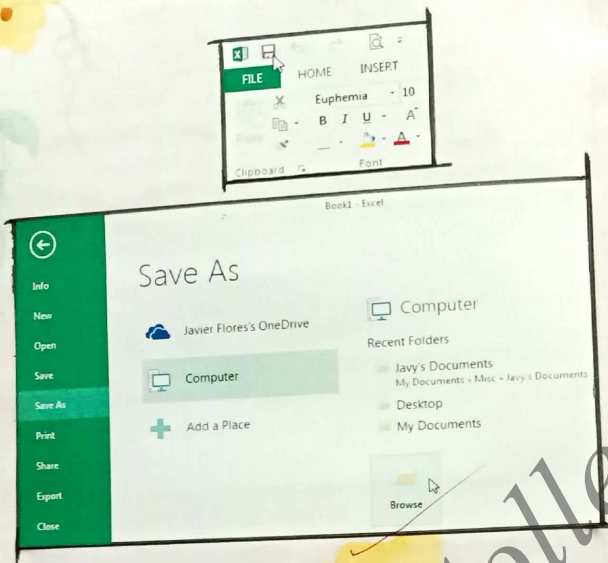 FILE HOME INSERT
Euphemia 10
B I U A
A
Clipboard Font
Book1 - Excel
Save As
Info
New
Open
Save
Save As
Print
Share
Export
Close
Javier Flores's OneDrive
Computer
Add a Place
Computer
Recent Folders
Javy's Documents
My Documents » Misc » Javy's Documents
Desktop
My Documents
Browse